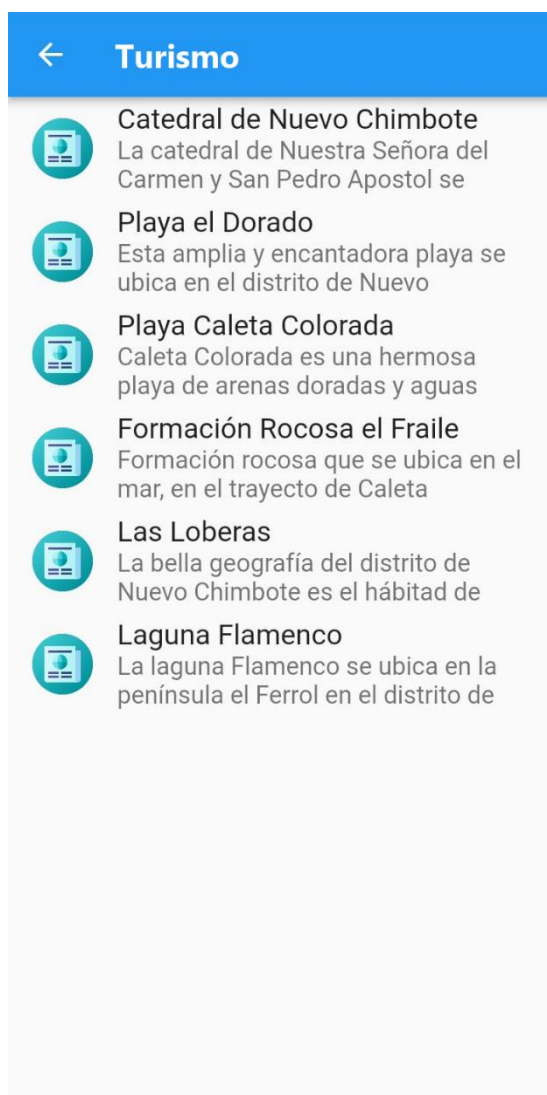 Turismo
Catedral de Nuevo Chimbote
La catedral de Nuestra Señora del
Carmen y San Pedro Apostol se
Playa el Dorado
Esta amplia y encantadora playa se
ubica en el distrito de Nuevo
Playa Caleta Colorada
Caleta Colorada es una hermosa
playa de arenas doradas y aguas
Formación Rocosa el Fraile
Formación rocosa que se ubica en el
mar, en el trayecto de Caleta
Las Loberas
La bella geografía del distrito de
Nuevo Chimbote es el hábitad de
Laguna Flamenco
La laguna Flamenco se ubica en la
península el Ferrol en el distrito de